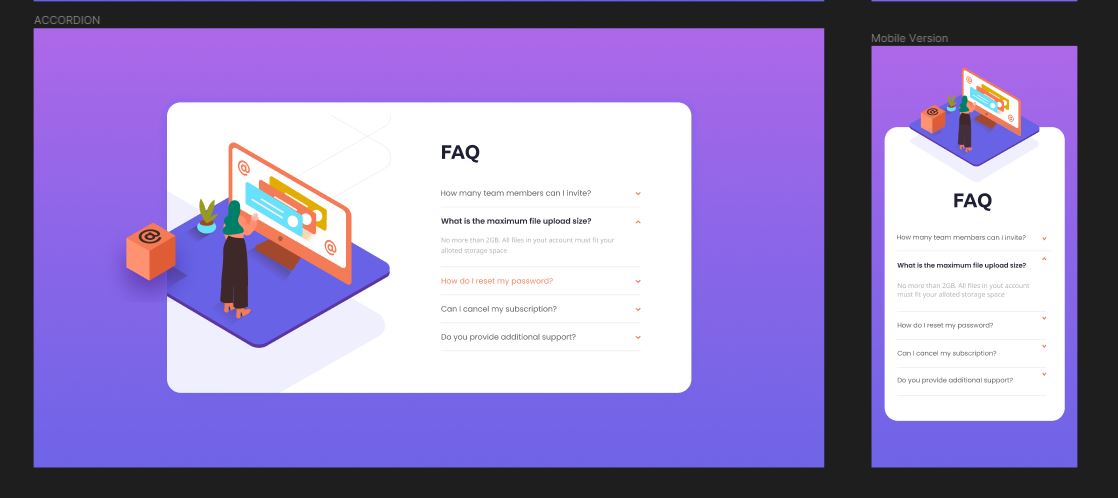 ACCORDION
FAQ
How many team members can I invite?
What is the maximum file upload size?
No more than 2GB. All files in your account must fit your
alloted storage space
How do I reset my password?
Can I cancel my subscription?
Do you provide additional support?
Mobile Version
FAQ
How many team members can I invite?
What is the maximum file upload size?
No more than 2GB. All files in your account
must fit your alloted storage space
How do I reset my password?
Can I cancel my subscription?
Do you provide additional support?